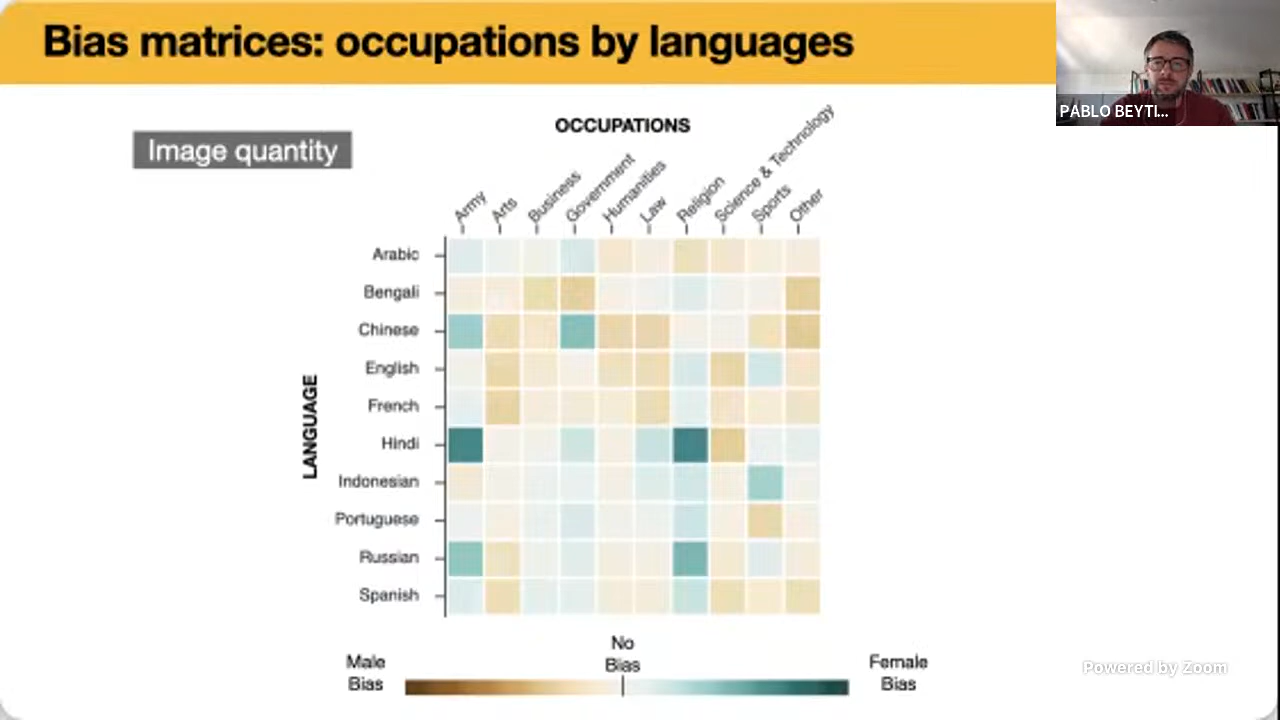 Bias matrices: occupations by languages
PABLO BEYTI...
Image quantity
OCCUPATIONS
Army
Arts
Business
Government
Humanities
Law
Religion
Science & Technology
Sports
Other
LANGUAGE
Arabic
Bengali
Chinese
English
French
Hindi
Indonesian
Portuguese
Russian
Spanish
Male
Bias
No
Bias
Female
Bias
Powered by Zoom